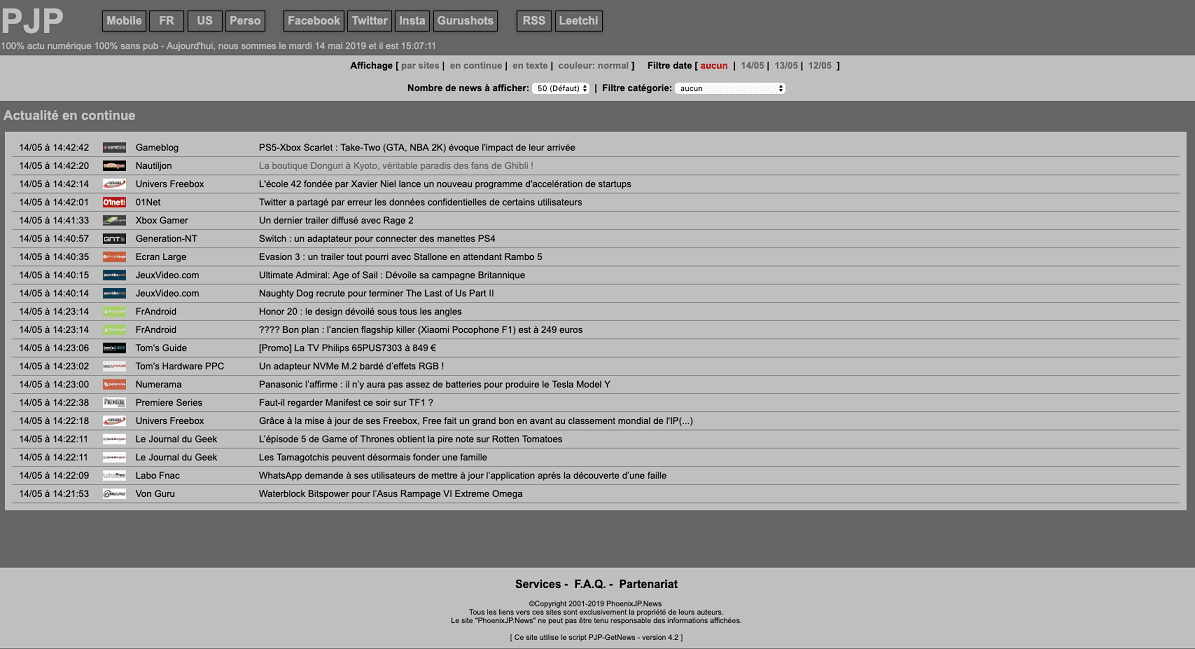 PJP Mobile FR US Perso Facebook Twitter Insta Gurushots RSS Leetchi
100% actu numérique 100% sans pub - Aujourd'hui, nous sommes le mardi 14 mai 2019 et il est 15:07:11
Affichage [ par sites | en continue | en texte | couleur: normal ] Filtre date [ aucun | 14/05 | 13/05 | 12/05 ]
Nombre de news à afficher: 50 (Défaut) | Filtre catégorie: aucun
Actualité en continue
14/05 à 14:42:42 Gameblog PS5-Xbox Scarlet : Take-Two (GTA, NBA 2K) évoque l'impact de leur arrivée
14/05 à 14:42:20 Nautiljon La boutique Donguri à Kyoto, véritable paradis des fans de Ghibli !
14/05 à 14:42:14 Univers Freebox L'école 42 fondée par Xavier Niel lance un nouveau programme d'accélération de startups
14/05 à 14:42:01 01net. 01Net Twitter a partagé par erreur les données confidentielles de certains utilisateurs
14/05 à 14:41:33 Xbox Gamer Un dernier trailer diffusé avec Rage 2
14/05 à 14:40:57 GNT Generation-NT Switch : un adaptateur pour connecter des manettes PS4
14/05 à 14:40:35 Ecran Large Evasion 3 : un trailer tout pourri avec Stallone en attendant Rambo 5
14/05 à 14:40:15 JeuxVideo.com Ultimate Admiral: Age of Sail : Dévoile sa campagne Britannique
14/05 à 14:40:14 JeuxVideo.com Naughty Dog recrute pour terminer The Last of Us Part II
14/05 à 14:23:14 FrAndroid Honor 20 : le design dévoilé sous tous les angles
14/05 à 14:23:14 FrAndroid ???? Bon plan : l'ancien flagship killer (Xiaomi Pocophone F1) est à 249 euros
14/05 à 14:23:06 Tom's Guide [Promo] La TV Philips 65PUS7303 à 849 €
14/05 à 14:23:02 Tom's Hardware PPC Un adapteur NVMe M.2 bardé d'effets RGB !
14/05 à 14:23:00 Numerama Panasonic l'affirme : il n'y aura pas assez de batteries pour produire le Tesla Model Y
14/05 à 14:22:38 Premiere Series Faut-il regarder Manifest ce soir sur TF1 ?
14/05 à 14:22:18 Univers Freebox Grâce à la mise à jour de ses Freebox, Free fait un grand bon en avant au classement mondial de l'IP(...)
14/05 à 14:22:11 Le Journal du Geek L'épisode 5 de Game of Thrones obtient la pire note sur Rotten Tomatoes
14/05 à 14:22:11 Le Journal du Geek Les Tamagotchis peuvent désormais fonder une famille
14/05 à 14:22:09 Labo Fnac WhatsApp demande à ses utilisateurs de mettre à jour l'application après la découverte d'une faille
14/05 à 14:21:53 Von Guru Waterblock Bitspower pour l'Asus Rampage VI Extreme Omega
Services - F.A.Q. - Partenariat
©Copyright 2001-2019 PhoenixJP.News
Tous les liens vers ces sites sont exclusivement la propriété de leurs auteurs.
Le site "PhoenixJP.News" ne peut pas être tenu responsable des informations affichées.
[ Ce site utilise le script PJP-GetNews - version 4.2 ]